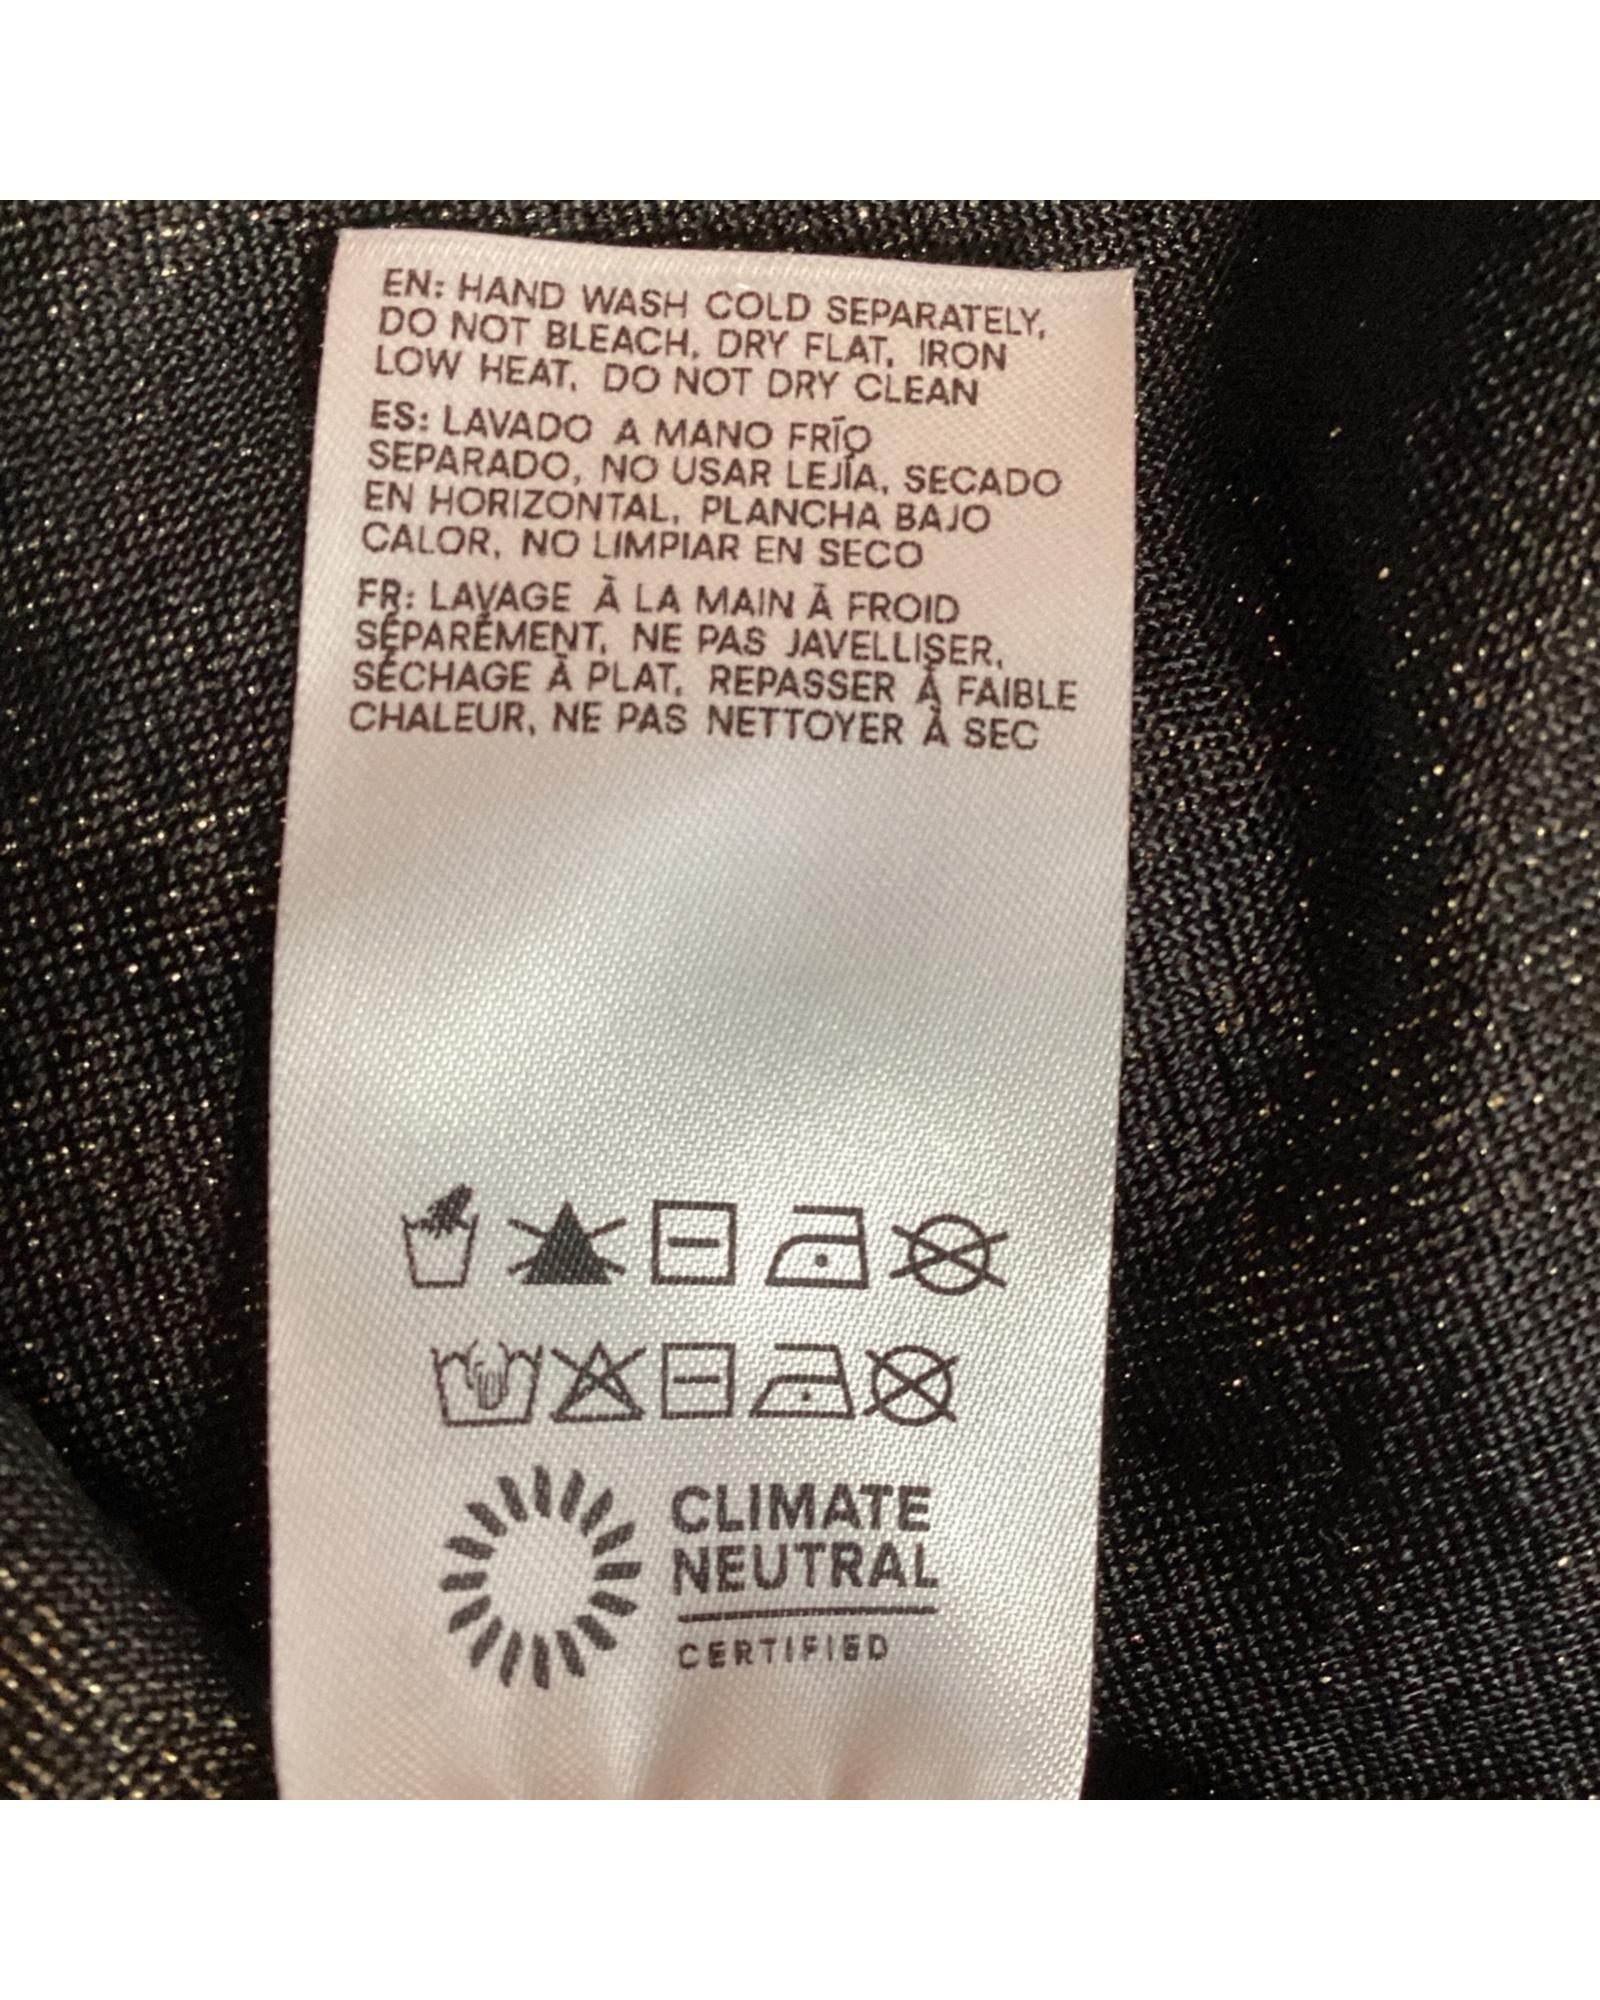 EN: HAND WASH COLD SEPARATELY,
DO NOT BLEACH, DRY FLAT, IRON
LOW HEAT, DO NOT DRY CLEAN
ES: LAVADO A MANO FRÍO
SEPARADO, NO USAR LEJÍA, SECADO
EN HORIZONTAL, PLANCHA BAJO
CALOR, NO LIMPIAR EN SECO
FR: LAVAGE À LA MAIN À FROID
SÉPARÉMENT, NE PAS JAVELLISER,
SÉCHAGE À PLAT, REPASSER À FAIBLE
CHALEUR, NE PAS NETTOYER À SEC
CLIMATE
NEUTRAL
CERTIFIED